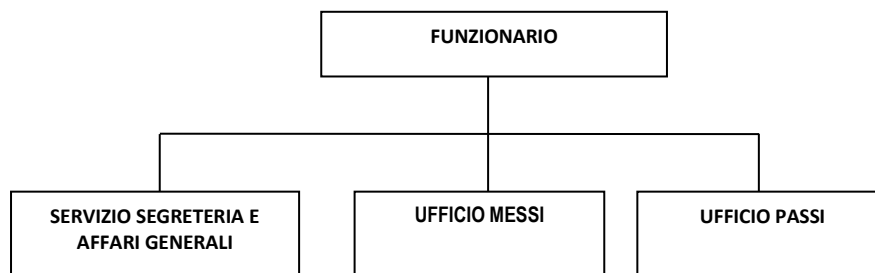 FUNZIONARIO
SERVIZIO SEGRETERIA E
AFFARI GENERALI
UFFICIO MESSI
UFFICIO PASSI